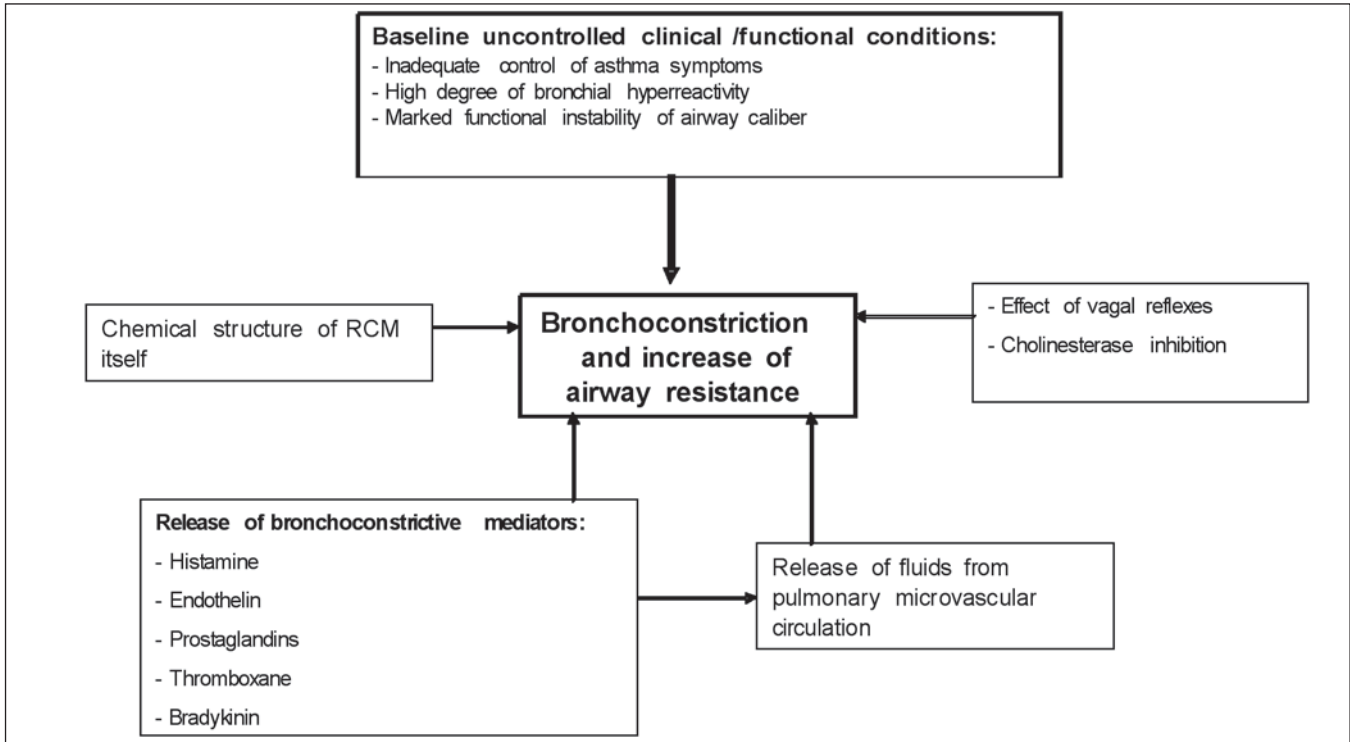 Baseline uncontrolled clinical /functional conditions:
- Inadequate control of asthma symptoms
- High degree of bronchial hyperreactivity
- Marked functional instability of airway caliber
Chemical structure of RCM
itself
Bronchoconstriction
and increase of
airway resistance
- Effect of vagal reflexes
- Cholinesterase inhibition
Release of bronchoconstrictive mediators:
- Histamine
- Endothelin
- Prostaglandins
- Thromboxane
- Bradykinin
Release of fluids from
pulmonary microvascular
circulation